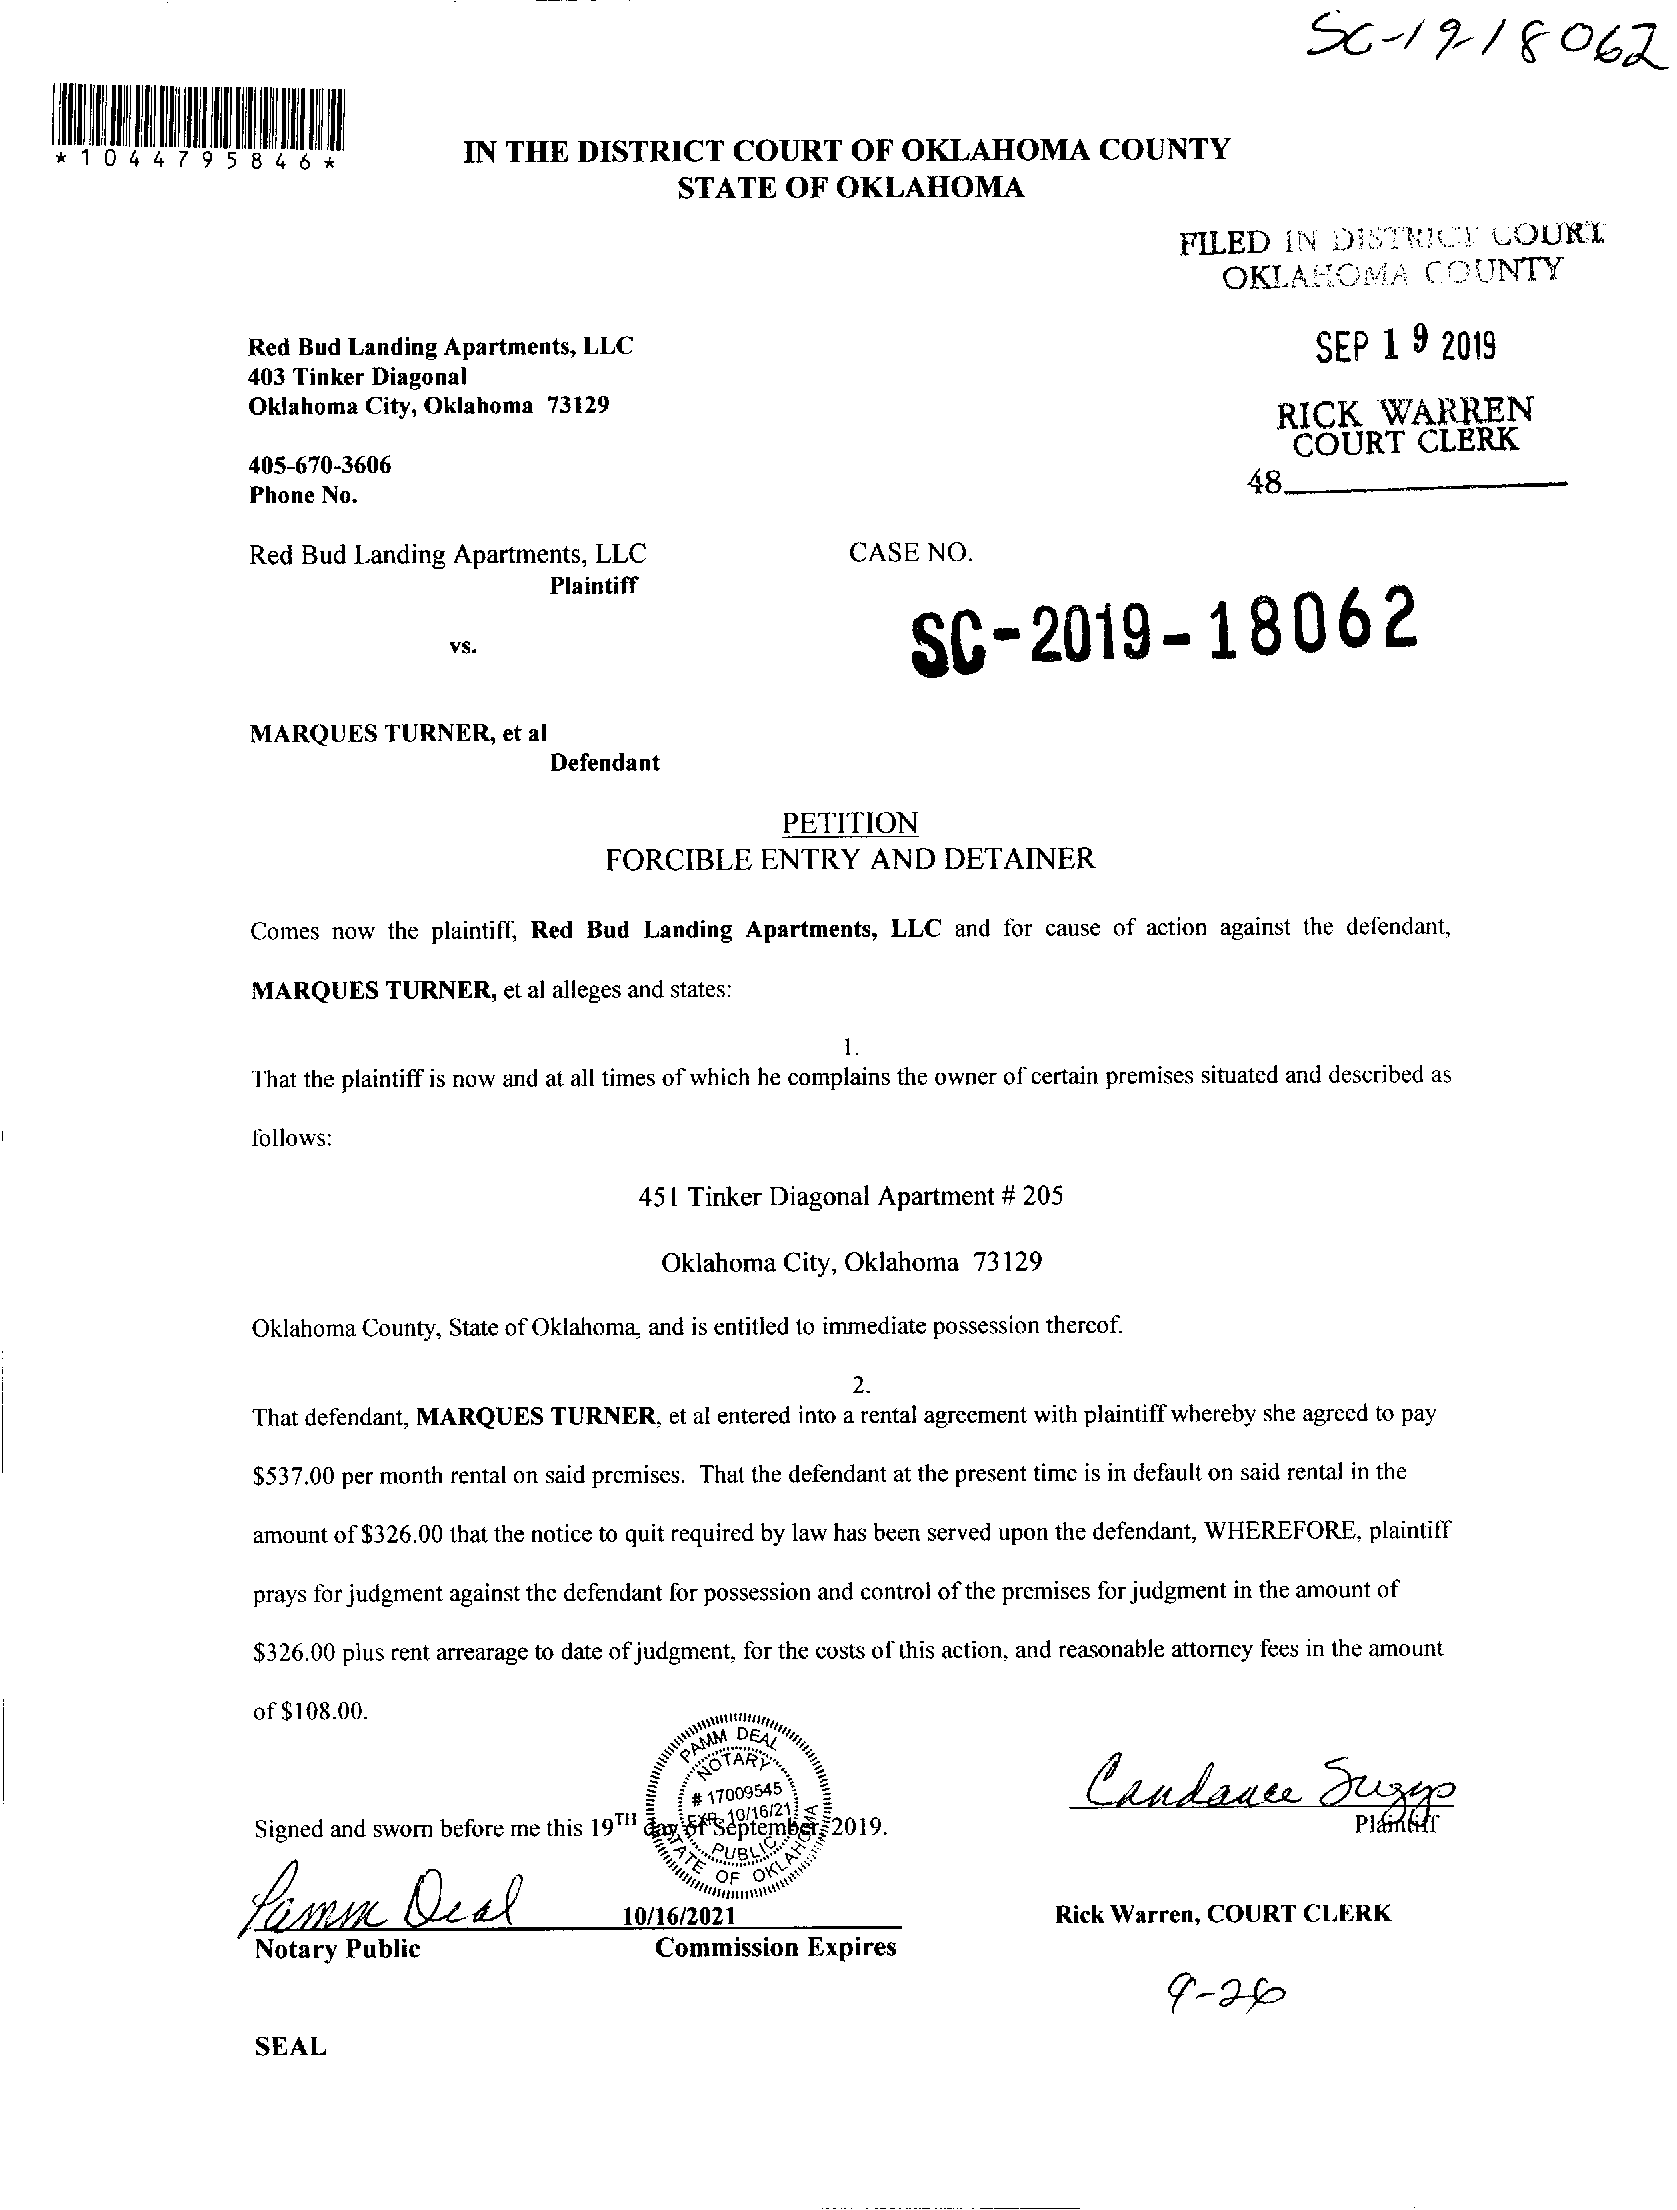 SC-19-18062
*1044795846*
IN THE DISTRICT COURT OF OKLAHOMA COUNTY
STATE OF OKLAHOMA
FILED IN DISTRICT COURT
OKLAHOMA COUNTY
SEP 19 2019
RICK WARREN
COURT CLERK
48
Red Bud Landing Apartments, LLC
403 Tinker Diagonal
Oklahoma City, Oklahoma 73129
405-670-3606
Phone No.
Red Bud Landing Apartments, LLC
Plaintiff
CASE NO.
SC-2019-18062
vs.
MARQUES TURNER, et al
Defendant
PETITION
FORCIBLE ENTRY AND DETAINER
Comes now the plaintiff, Red Bud Landing Apartments, LLC and for cause of action against the defendant,
MARQUES TURNER, et al alleges and states:
1.
That the plaintiff is now and at all times of which he complains the owner of certain premises situated and described as
follows:
451 Tinker Diagonal Apartment # 205
Oklahoma City, Oklahoma 73129
Oklahoma County, State of Oklahoma, and is entitled to immediate possession thereof.
2.
That defendant, MARQUES TURNER, et al entered into a rental agreement with plaintiff whereby she agreed to pay
$537.00 per month rental on said premises. That the defendant at the present time is in default on said rental in the
amount of $326.00 that the notice to quit required by law has been served upon the defendant, WHEREFORE, plaintiff
prays for judgment against the defendant for possession and control of the premises for judgment in the amount of
$326.00 plus rent arrearage to date of judgment, for the costs of this action, and reasonable attorney fees in the amount
of $108.00.
PAMM DEAL
NOTARY
# 17009545
EXP. 10/16/21
PUBLIC
STATE OF OKLAHOMA
Candance Suggs
Plaintiff
Signed and sworn before me this 19TH day of September, 2019.
Pamm Deal
10/16/2021
Notary Public
Commission Expires
Rick Warren, COURT CLERK
9-26
SEAL